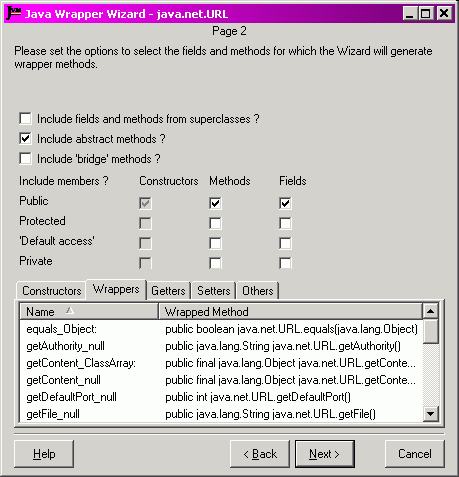 Java Wrapper Wizard - java.net.URL
Page 2
Please set the options to select the fields and methods for which the Wizard will generate
wrapper methods.
Include fields and methods from superclasses ?
Include abstract methods ?
Include 'bridge' methods ?
Include members ? Constructors Methods Fields
Public
Protected
'Default access'
Private
Constructors Wrappers Getters Setters Others
Name Wrapped Method
equals_Object: public boolean java.net.URL.equals(java.lang.Object)
getAuthority_null public java.lang.String java.net.URL.getAuthority()
getContent_ClassArray: public final java.lang.Object java.net.URL.getConte...
getContent_null public final java.lang.Object java.net.URL.getConte...
getDefaultPort_null public int java.net.URL.getDefaultPort()
getFile_null public java.lang.String java.net.URL.getFile()
Help < Back Next > Cancel